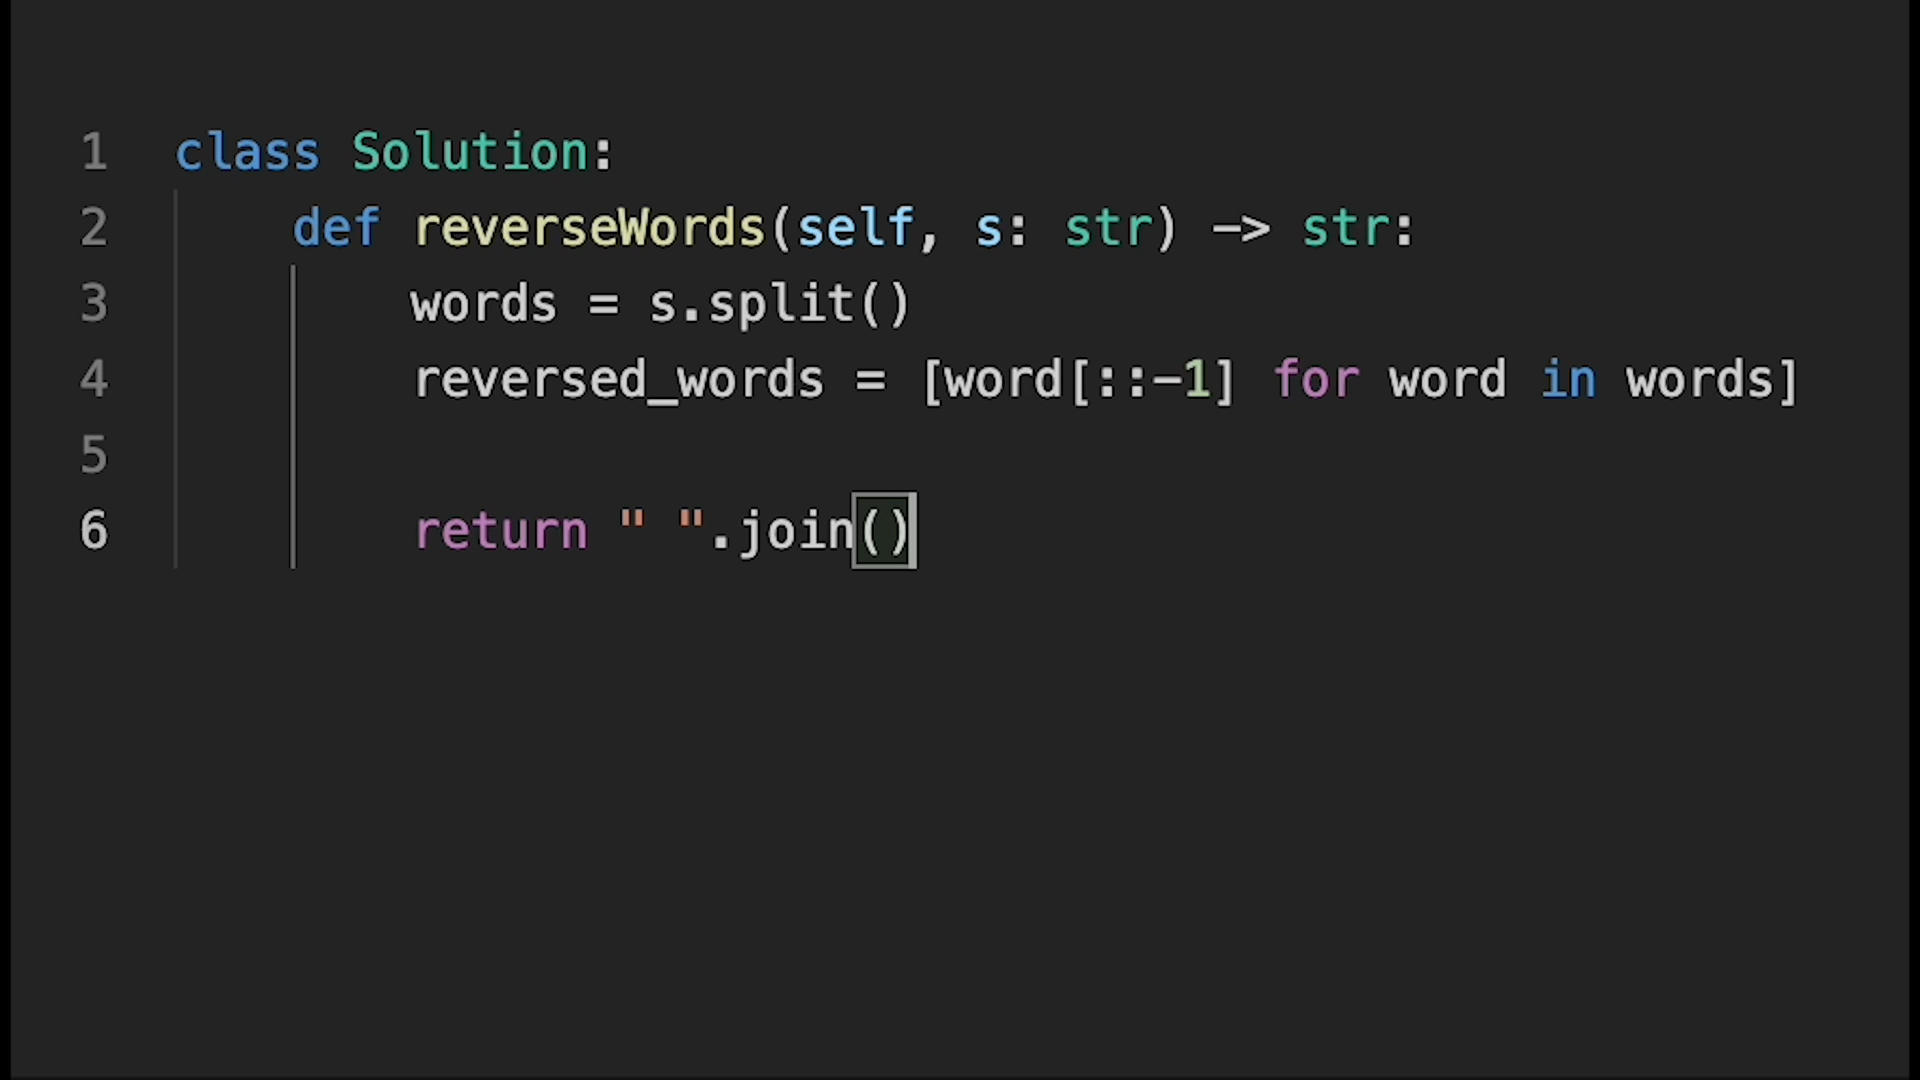 1 class Solution:
2 def reverseWords(self, s: str) -> str:
3 words = s.split()
4 reversed_words = [word[::-1] for word in words]
5
6 return " ".join()